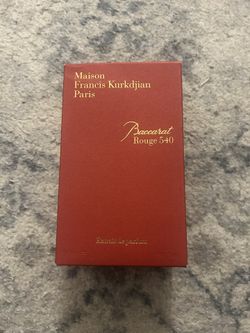 Maison
Francis Kurkdjian
Paris
Baccarat
Rouge 540
Extrait de parfum